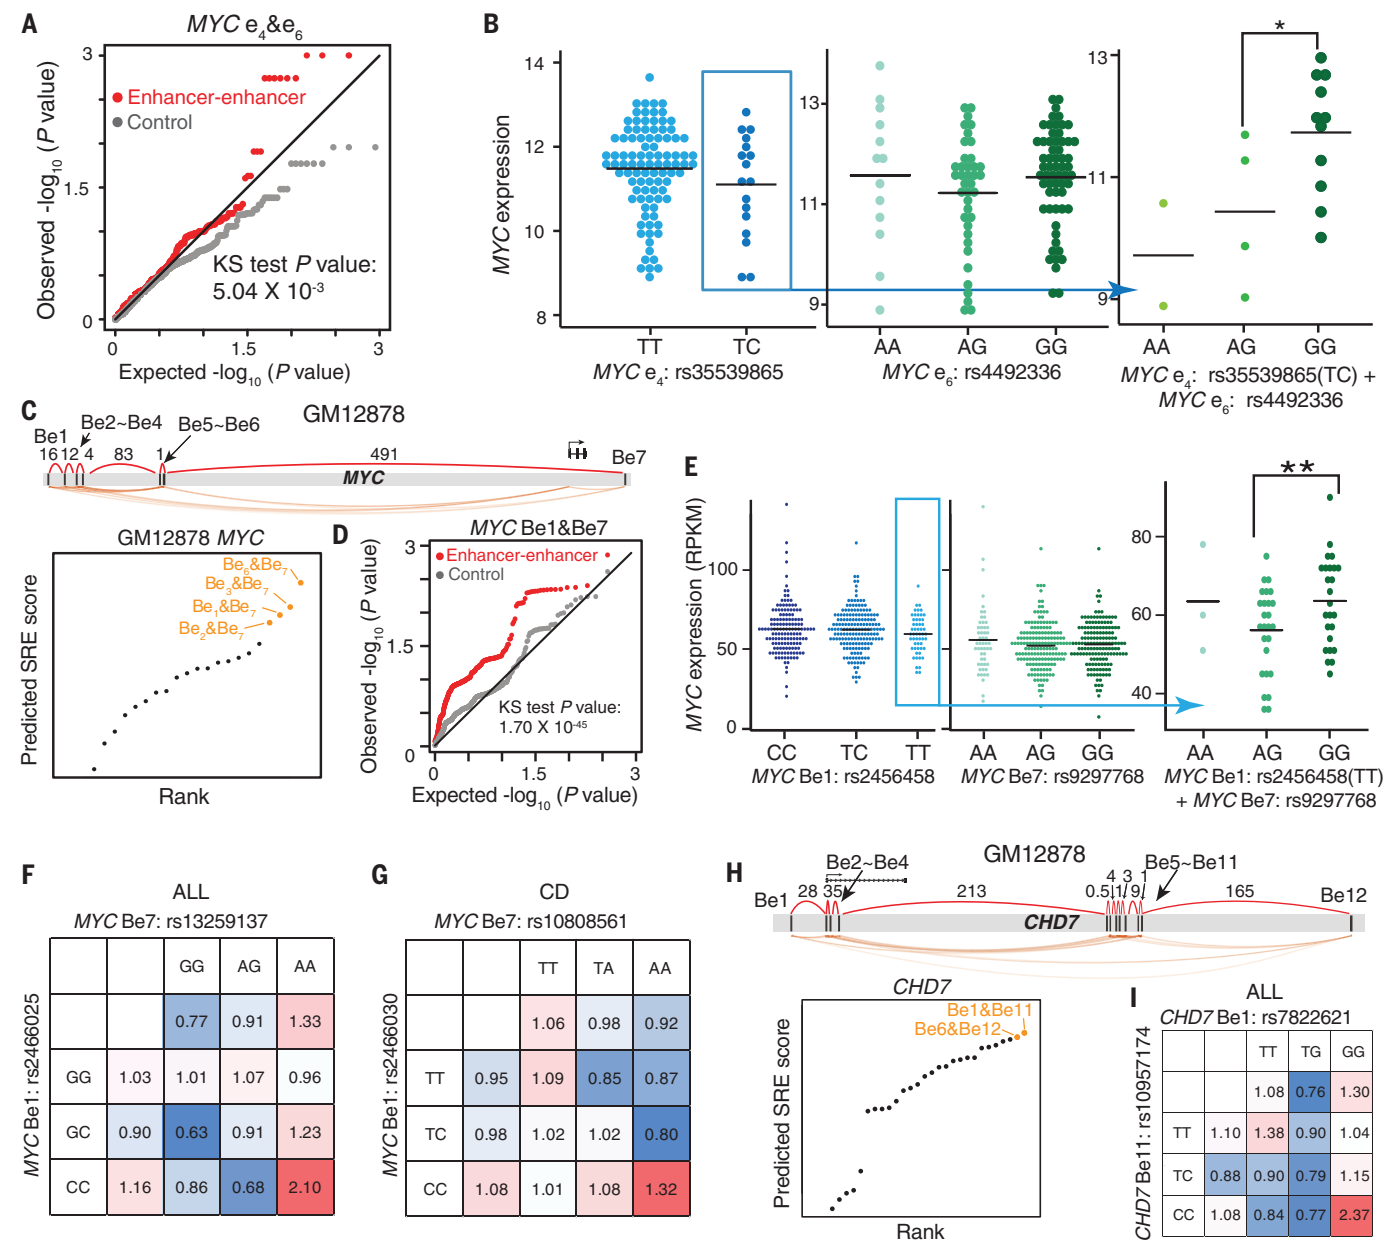 A
MYC e4&e6
Observed -log10 (P value)
3
1.5
0
Enhancer-enhancer
Control
KS test P value:
5.04 X 10-3
0
1.5
3
Expected -log10 (P value)
B
MYC expression
14
12
10
8
TT
TC
MYC e4: rs35539865
13
11
9
AA
AG
GG
MYC e6: rs4492336
*
13
11
9
AA
AG
GG
MYC e4: rs35539865(TC) +
MYC e6: rs4492336
C
GM12878
Be1
Be2~Be4
Be5~Be6
Be7
16 12 4 83 1 491
MYC
GM12878 MYC
Predicted SRE score
Be6&Be7
Be3&Be7
Be1&Be7
Be2&Be7
Rank
D
MYC Be1&Be7
Observed -log10 (P value)
3
1.5
0
Enhancer-enhancer
Control
KS test P value:
1.70 X 10-45
0
1.5
3
Expected -log10 (P value)
E
MYC expression (RPKM)
100
50
0
CC
TC
TT
MYC Be1: rs2456458
AA
AG
GG
MYC Be7: rs9297768
**
80
60
40
AA
AG
GG
MYC Be1: rs2456458(TT)
+ MYC Be7: rs9297768
F
ALL
MYC Be7: rs13259137
MYC Be1: rs2466025
GG AG AA
0.77 0.91 1.33
GG 1.03 1.01 1.07 0.96
GC 0.90 0.63 0.91 1.23
CC 1.16 0.86 0.68 2.10
G
CD
MYC Be7: rs10808561
MYC Be1: rs2466030
TT TA AA
1.06 0.98 0.92
TT 0.95 1.09 0.85 0.87
TC 0.98 1.02 1.02 0.80
CC 1.08 1.01 1.08 1.32
H
GM12878
Be1
Be2~Be4
Be5~Be11
Be12
28 3 5 213 0.5 4 1 3 9 1 165
CHD7
CHD7
Predicted SRE score
Be1&Be11
Be6&Be12
Rank
I
ALL
CHD7 Be1: rs7822621
CHD7 Be11: rs10957174
TT TG GG
1.08 0.76 1.30
TT 1.10 1.38 0.90 1.04
TC 0.88 0.90 0.79 1.15
CC 1.08 0.84 0.77 2.37